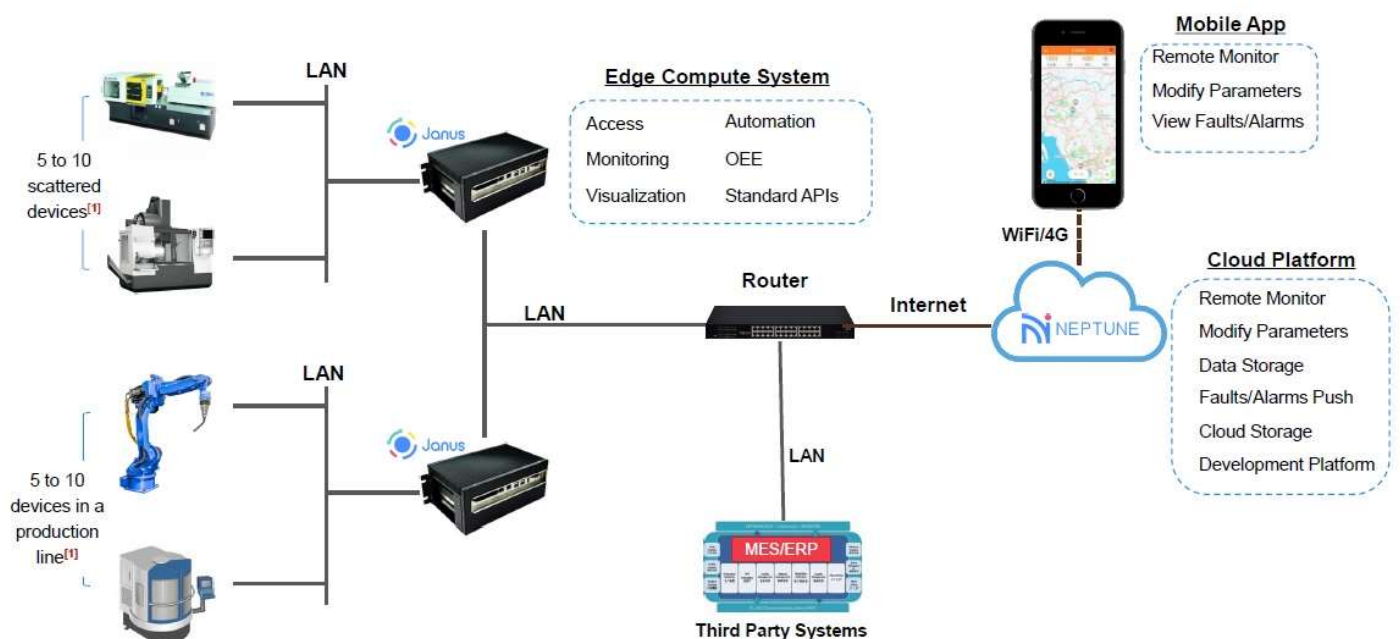 Mobile App
Remote Monitor
Modify Parameters
View Faults/Alarms
LAN
Edge Compute System
Janus
Access
Automation
Monitoring
OEE
Visualization
Standard APIs
5 to 10
scattered
devices[1]
WiFi/4G
Cloud Platform
Remote Monitor
Modify Parameters
Data Storage
Faults/Alarms Push
Cloud Storage
Development Platform
Router
Internet
NEPTUNE
LAN
LAN
Janus
5 to 10
devices in a
production
line[1]
LAN
MES/ERP
Third Party Systems